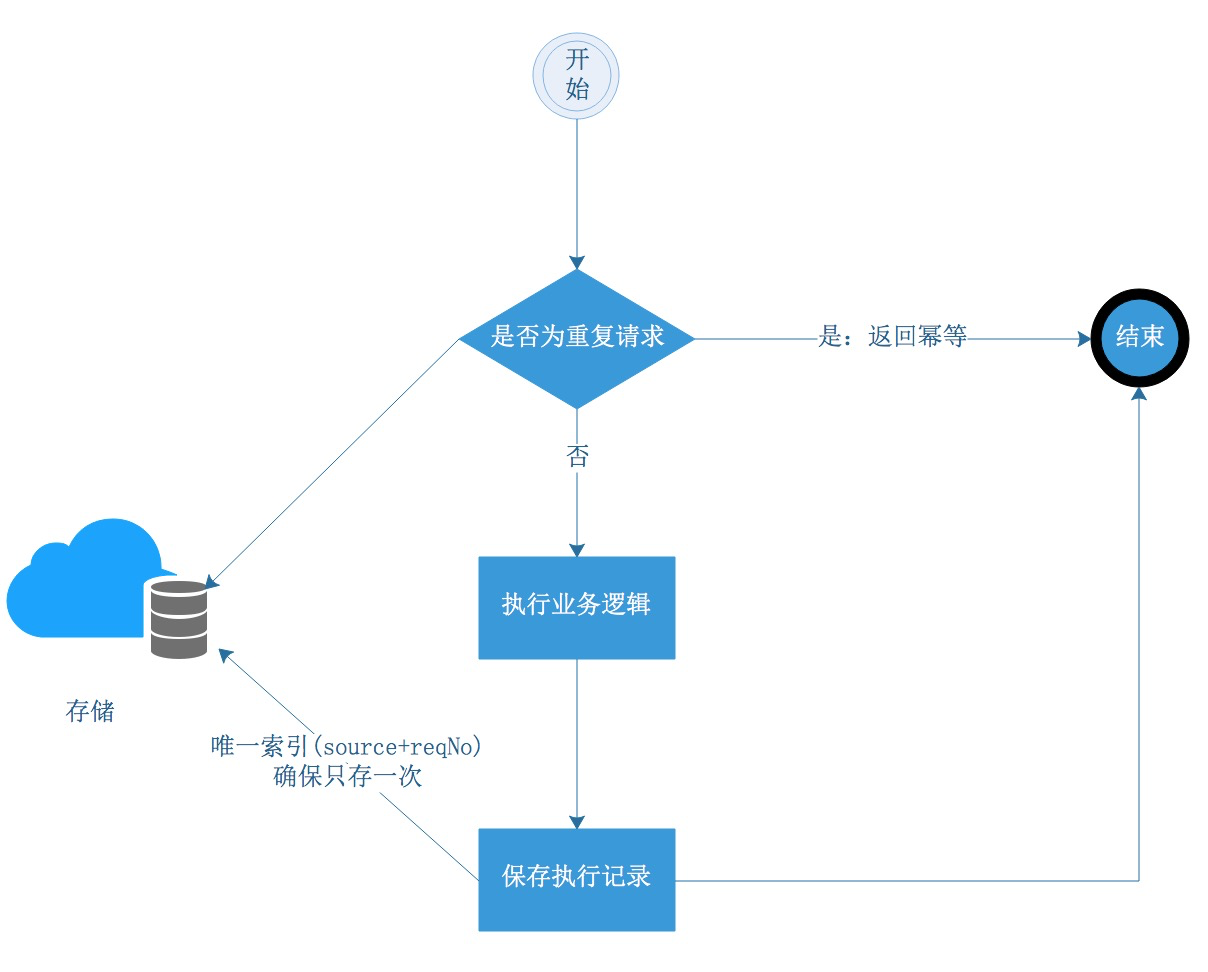 开
始
是否为重复请求
是：返回幂等
结束
否
执行业务逻辑
存储
唯一索引(source+reqNo)
确保只存一次
保存执行记录